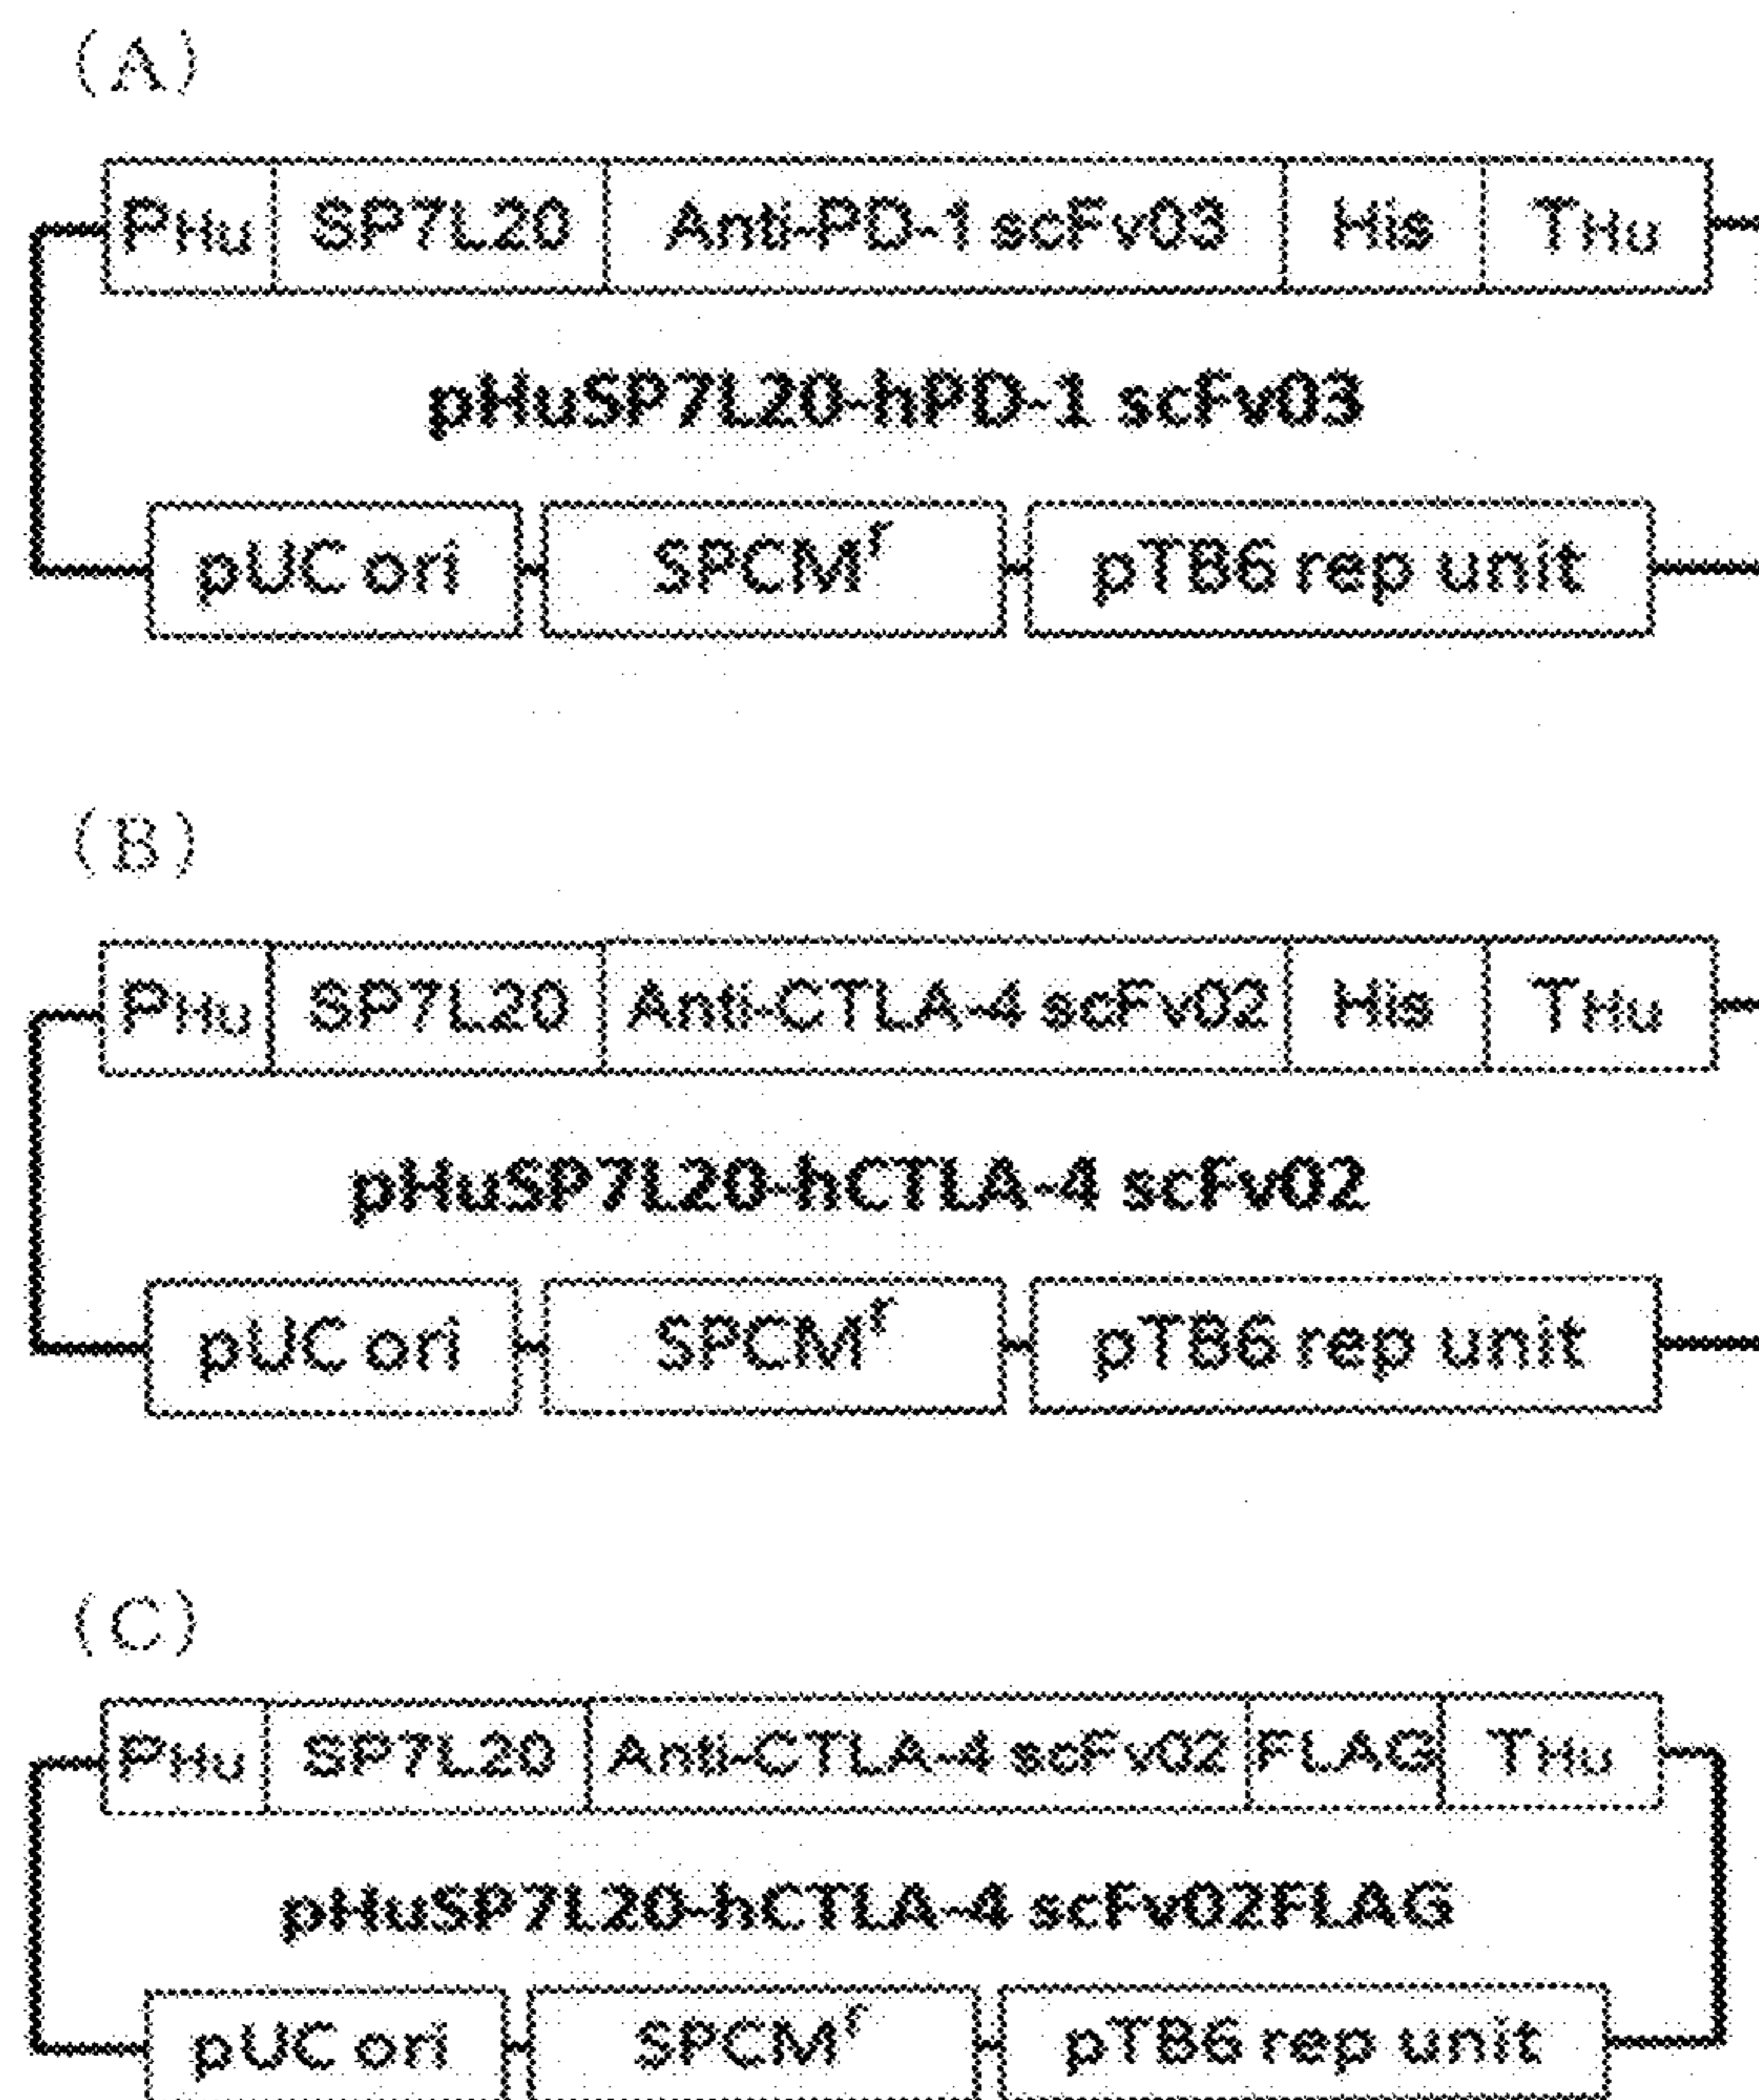 (A)
PHu SP7L20 Anti-PD-1 scFv03 His THu
pHuSP7L20-hPD-1 scFv03
pUC ori SPCMʳ pTB6 rep unit
(B)
PHu SP7L20 Anti-CTLA-4 scFv02 His THu
pHuSP7L20-hCTLA-4 scFv02
pUC ori SPCMʳ pTB6 rep unit
(C)
PHu SP7L20 Anti-CTLA-4 scFv02 FLAG THu
pHuSP7L20-hCTLA-4 scFv02FLAG
pUC ori SPCMʳ pTB6 rep unit